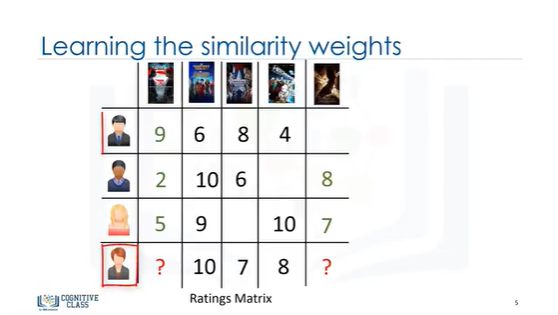 Learning the similarity weights
9 6 8 4
2 10 6 8
5 9 10 7
? 10 7 8 ?
Ratings Matrix
COGNITIVE
CLASS
5